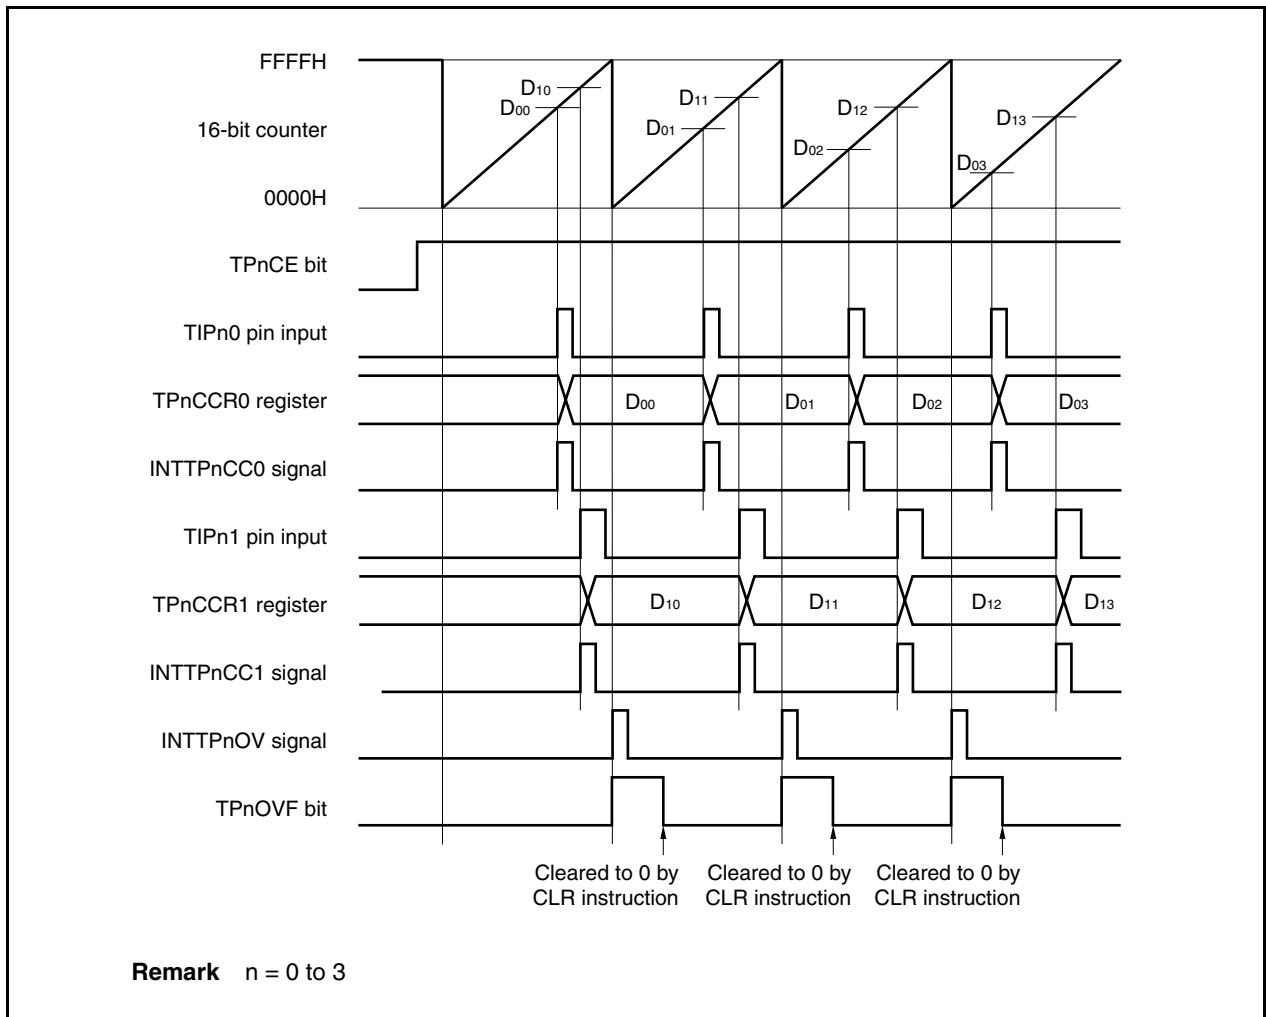 FFFFH
D10
D00
D11
D01
D12
D02
D13
D03
16-bit counter
0000H
TPnCE bit
TIPn0 pin input
TPnCCR0 register
D00
D01
D02
D03
INTTPnCC0 signal
TIPn1 pin input
TPnCCR1 register
D10
D11
D12
D13
INTTPnCC1 signal
INTTPnOV signal
TPnOVF bit
Cleared to 0 by
CLR instruction
Cleared to 0 by
CLR instruction
Cleared to 0 by
CLR instruction
Remark n = 0 to 3